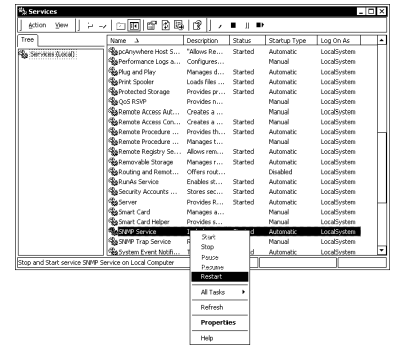 Services
Action View
Tree
Services (Local)
Name Description Status Startup Type Log On As
pcAnywhere Host S... "Allows Re... Started Automatic LocalSystem
Performance Logs a... Configures... Manual LocalSystem
Plug and Play Manages d... Started Automatic LocalSystem
Print Spooler Loads files ... Started Automatic LocalSystem
Protected Storage Provides pr... Started Automatic LocalSystem
QoS RSVP Provides n... Manual LocalSystem
Remote Access Aut... Creates a ... Manual LocalSystem
Remote Access Con... Creates a ... Started Manual LocalSystem
Remote Procedure ... Provides th... Started Automatic LocalSystem
Remote Procedure ... Manages t... Manual LocalSystem
Remote Registry Se... Allows rem... Started Automatic LocalSystem
Removable Storage Manages r... Started Automatic LocalSystem
Routing and Remot... Offers rout... Disabled LocalSystem
RunAs Service Enables st... Started Automatic LocalSystem
Security Accounts ... Stores sec... Started Automatic LocalSystem
Server Provides R... Started Automatic LocalSystem
Smart Card Manages a... Manual LocalSystem
Smart Card Helper Provides s... Manual LocalSystem
SNMP Service Started Automatic LocalSystem
SNMP Trap Service Manual LocalSystem
System Event Notifi... Started Automatic LocalSystem
Stop and Start service SNMP Service on Local Computer
Start
Stop
Pause
Resume
Restart
All Tasks
Refresh
Properties
Help